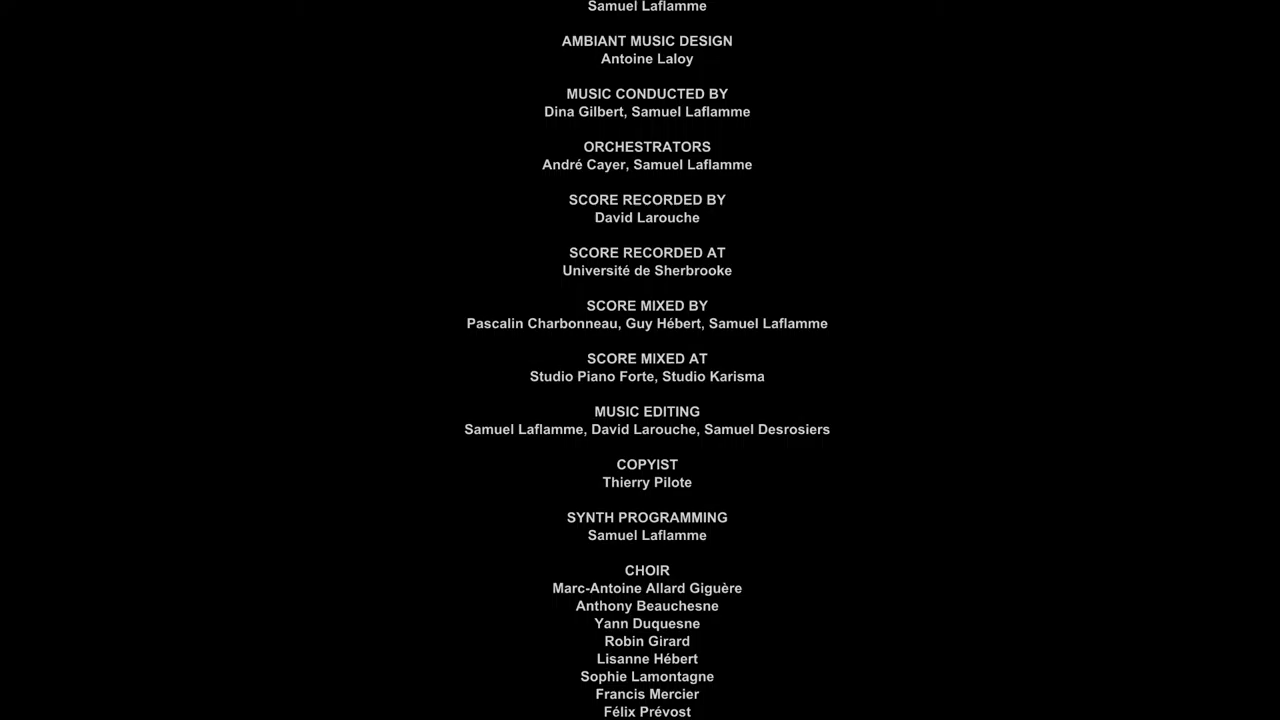 Samuel Laflamme
AMBIANT MUSIC DESIGN
Antoine Laloy
MUSIC CONDUCTED BY
Dina Gilbert, Samuel Laflamme
ORCHESTRATORS
André Cayer, Samuel Laflamme
SCORE RECORDED BY
David Larouche
SCORE RECORDED AT
Université de Sherbrooke
SCORE MIXED BY
Pascalin Charbonneau, Guy Hébert, Samuel Laflamme
SCORE MIXED AT
Studio Piano Forte, Studio Karisma
MUSIC EDITING
Samuel Laflamme, David Larouche, Samuel Desrosiers
COPYIST
Thierry Pilote
SYNTH PROGRAMMING
Samuel Laflamme
CHOIR
Marc-Antoine Allard Giguère
Anthony Beauchesne
Yann Duquesne
Robin Girard
Lisanne Hébert
Sophie Lamontagne
Francis Mercier
Félix Prévost